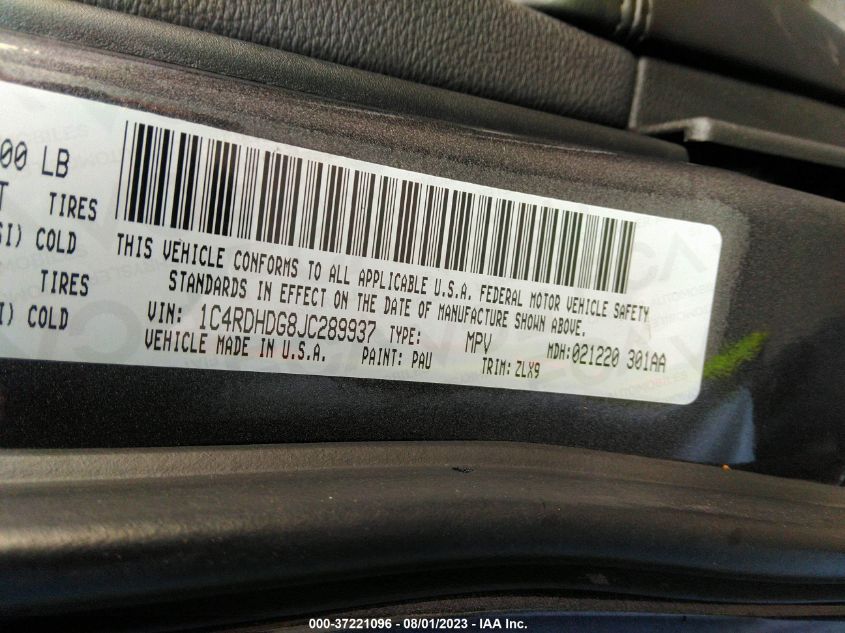 00 LB
T TIRES
SI) COLD
TIRES
I) COLD
THIS VEHICLE CONFORMS TO ALL APPLICABLE U.S.A. FEDERAL MOTOR VEHICLE SAFETY
STANDARDS IN EFFECT ON THE DATE OF MANUFACTURE SHOWN ABOVE.
VIN: 1C4RDHDG8JC289937 TYPE: MPV MDH:021220 301AA
VEHICLE MADE IN U.S.A. PAINT: PAU TRIM: ZLX9
000-37221096 - 08/01/2023 - © IAA Inc.